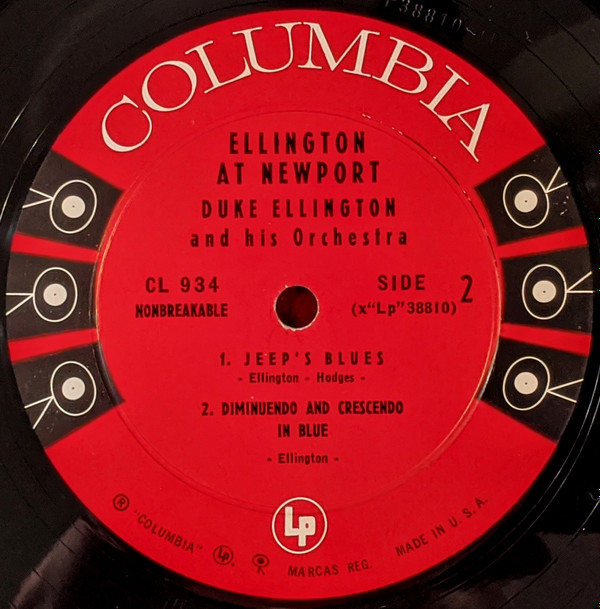 COLUMBIA
ELLINGTON
AT NEWPORT
DUKE ELLINGTON
and his Orchestra
CL 934
NONBREAKABLE
SIDE 2
(x“Lp”38810)
1. JEEP'S BLUES
- Ellington - Hodges -
2. DIMINUENDO AND CRESCENDO
IN BLUE
- Ellington -
Lp
® "COLUMBIA" Lp MARCAS REG. MADE IN U. S. A.